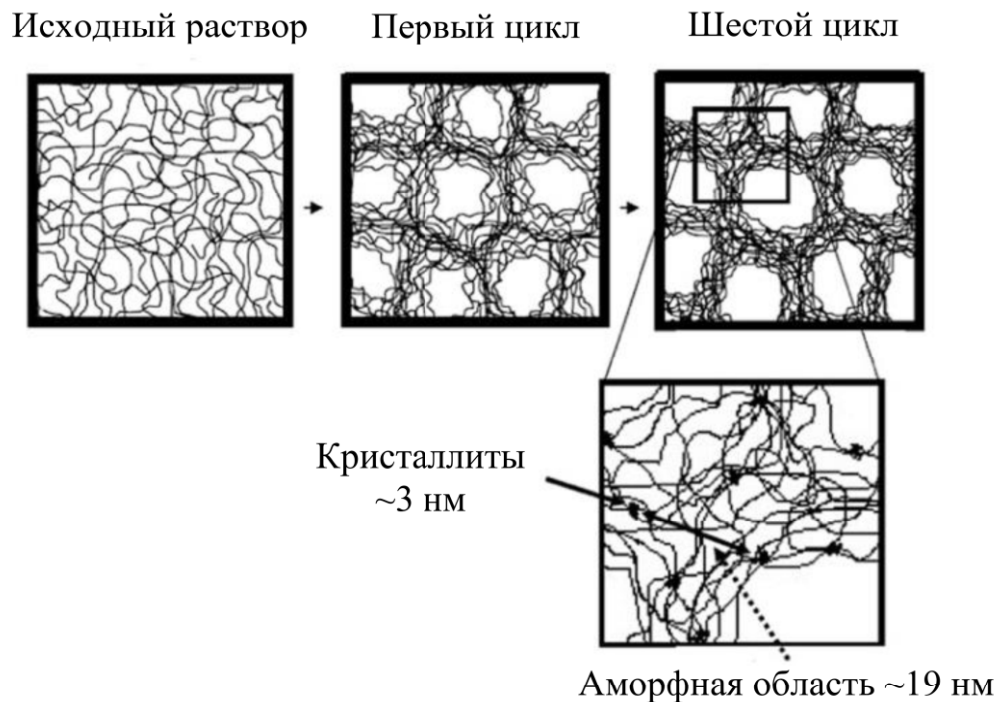 Исходный раствор
Первый цикл
Шестой цикл
Кристаллиты
~3 нм
Аморфная область ~19 нм